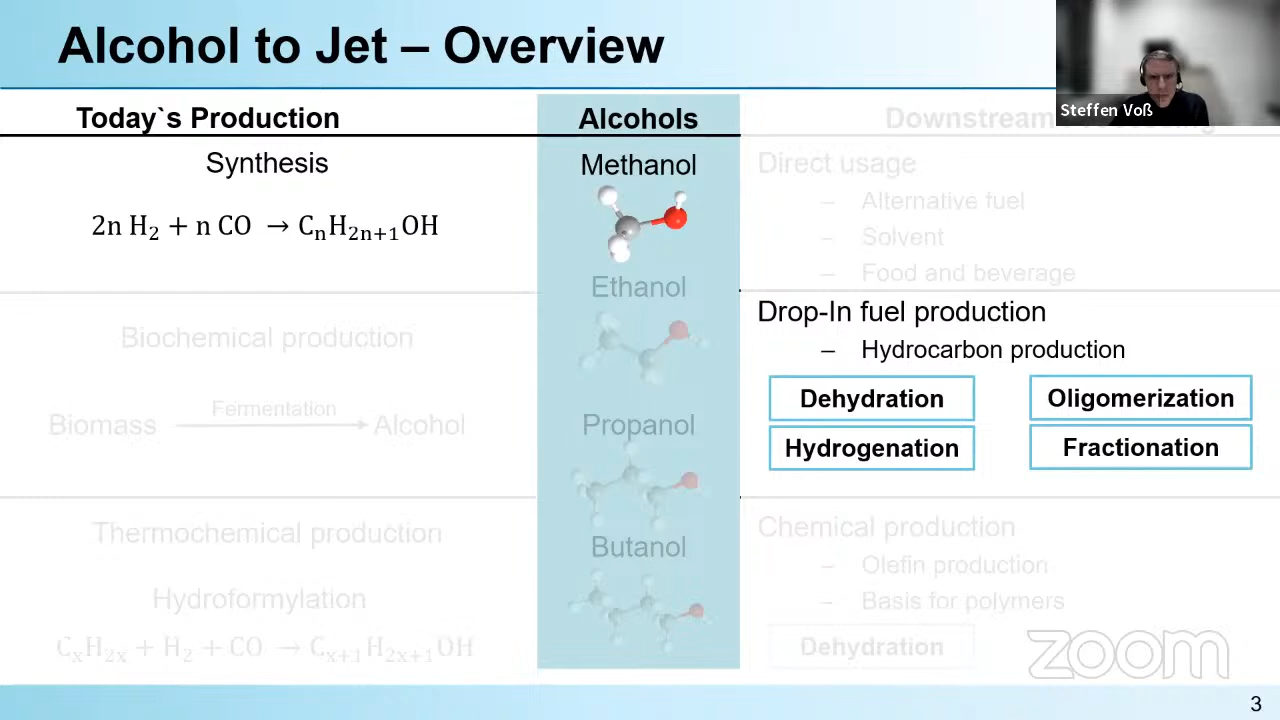 Alcohol to Jet – Overview
Steffen Voß
Today`s Production
Alcohols
Downstream Processing
Synthesis
2n H₂ + n CO → CₙH₂ₙ₊₁OH
Methanol
Direct usage
– Alternative fuel
– Solvent
– Food and beverage
Ethanol
Drop-In fuel production
– Hydrocarbon production
Dehydration
Oligomerization
Hydrogenation
Fractionation
Biochemical production
Fermentation
Biomass
Alcohol
Propanol
Thermochemical production
Hydroformylation
CₓH₂ₓ + H₂ + CO → Cₓ₊₁H₂ₓ₊₁OH
Butanol
Chemical production
– Olefin production
– Basis for polymers
Dehydration
zoom
3